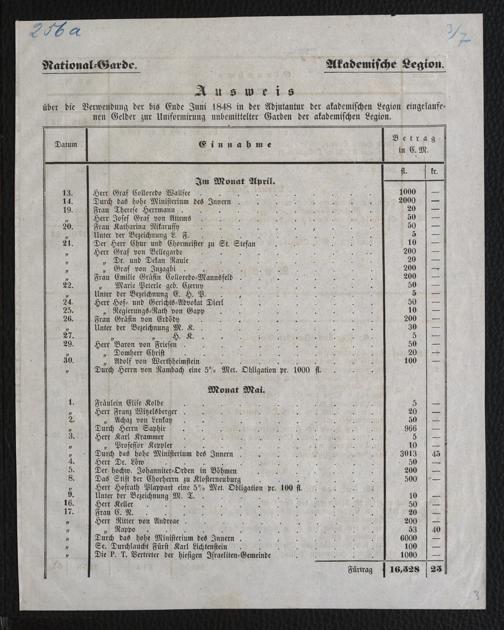 256a
3/7
National-Garde. Akademische Legion.
Ausweis
über die Verwendung der bis Ende Juni 1848 in der Adjutantur der akademischen Legion eingelaufe-
nen Gelder zur Uniformirung unbemittelter Garden der akademischen Legion.
Datum Einnahme Betrag
in C. M.
fl. kr.
Im Monat April.
13. Herr Graf Colloredo Wallsee 1000 —
14. Durch das hohe Ministerium des Innern 2000 —
19. Frau Therese Herrmann 20 —
„ Herr Josef Graf von Attems 50 —
20. Frau Katharina 50 —
„ Unter der Bezeichnung L. F. 5 —
21. Der Herr Chur und Chormeister zu St. Stefan 10 —
„ Herr Graf von Bellegarde 200 —
„ „ Dr. und Dekan Raule 20 —
„ „ Graf von Inzaghi 200 —
„ Frau Emilie Gräfin Colloredo-Mannsfeld 200 —
22. „ Marie Peterle geb. Czerny 50 —
„ Unter der Bezeichnung E. H. P. 5 —
24. Herr Hof- und Gerichts-Advokat Dierl 50 —
25. „ Regierungs-Rath von Gapp 10 —
26. Frau Gräfin von Erdödy 200 —
„ Unter der Bezeichnung M. K. 30 —
27. „ „ H. K. 5 —
29. Herr Baron von Friesen 50 —
„ „ Domherr Christ 20 —
30. „ Adolf von Werthheimstein 100 —
„ Durch Herrn von Rambach eine 5% Met. Obligation pr. 1000 fl.
Monat Mai.
1. Fräulein Elise Kolbe 5 —
„ Herr Franz 20 —
2. „ Achaz von Lenkay 50 —
„ Durch Herrn Saphir 966 —
3. Herr Karl Krammer 5 —
„ „ Professor Keppler 10 —
„ Durch das hohe Ministerium des Innern 3013 45
4. Herr Dr. Löw 50 —
5. Der hochw. Johanniter-Orden in Böhmen 200 —
8. Das Stift der Chorherrn zu Klosterneuburg 500 —
„ Herr Hofrath Plappart eine 5% Met. Obligation pr. 100 fl.
9. Unter der Bezeichnung M. T. 10 —
16. Herr Keller 50 —
17. Frau C. N. 20 —
„ Herr Ritter von Andreae 200 —
„ „ Rappo 53 40
„ Durch das hohe Ministerium des Innern 6000 —
„ Se. Durchlaucht Fürst Karl Lichtenstein 100 —
„ Die P. T. Vertreter der hiesigen Israeliten-Gemeinde 1000 —
Fürtrag 16,528 25
3